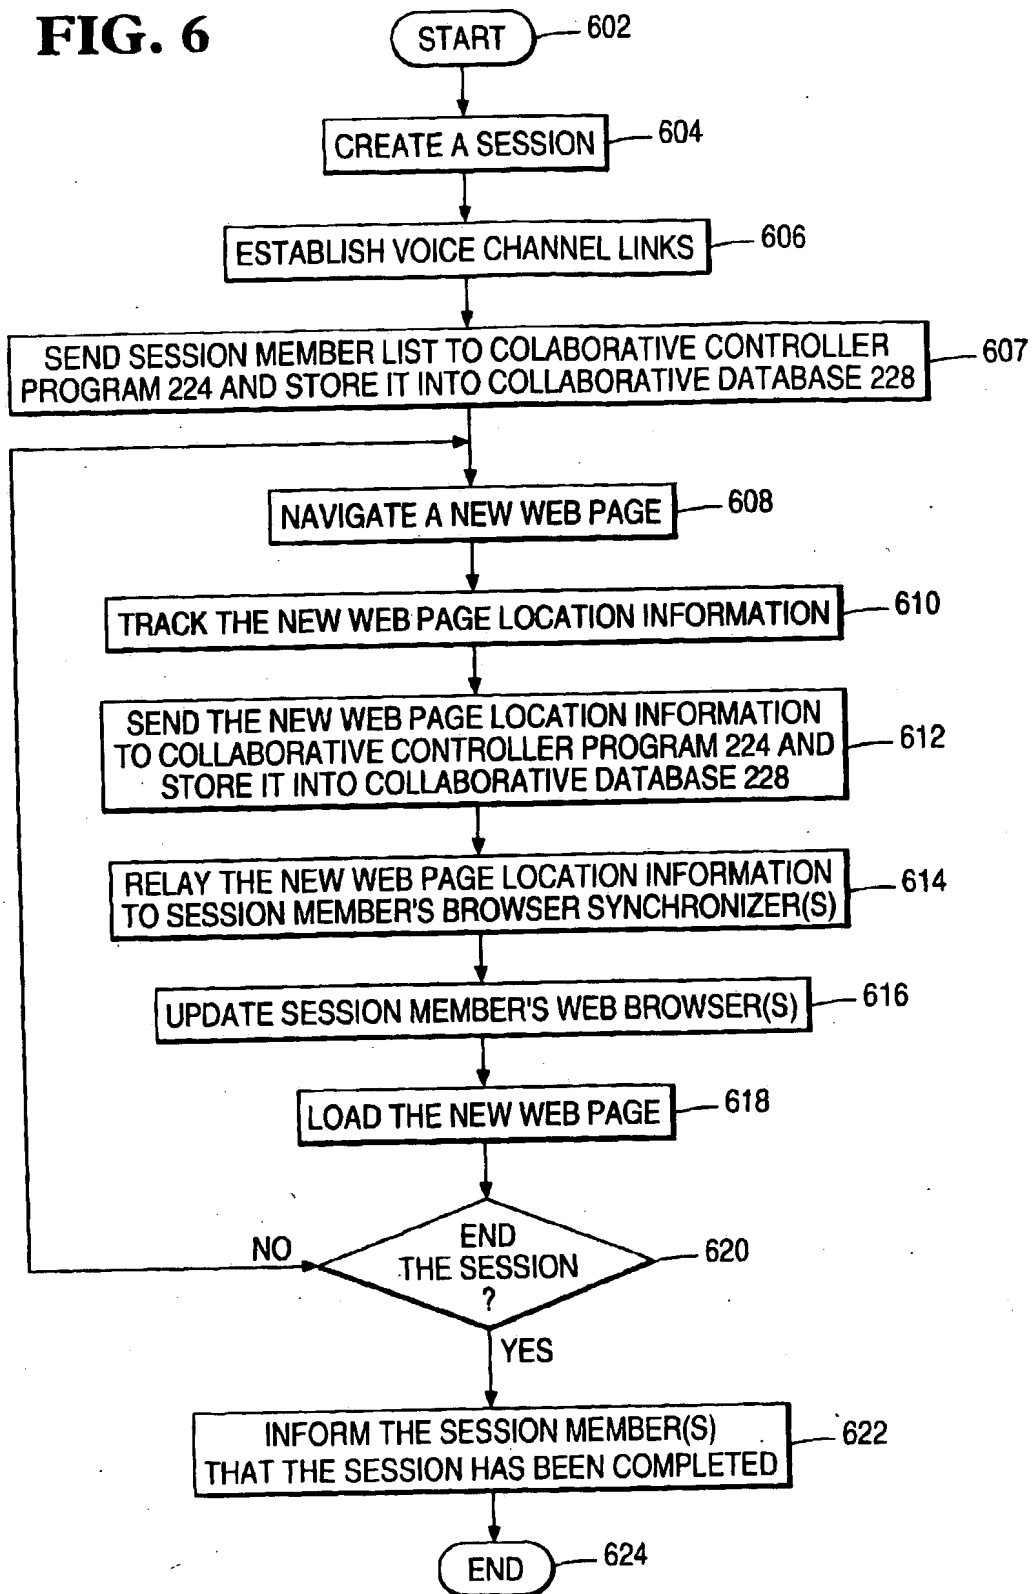 FIG. 6
START
602
CREATE A SESSION
604
ESTABLISH VOICE CHANNEL LINKS
606
SEND SESSION MEMBER LIST TO COLABORATIVE CONTROLLER
PROGRAM 224 AND STORE IT INTO COLLABORATIVE DATABASE 228
607
NAVIGATE A NEW WEB PAGE
608
TRACK THE NEW WEB PAGE LOCATION INFORMATION
610
SEND THE NEW WEB PAGE LOCATION INFORMATION
TO COLLABORATIVE CONTROLLER PROGRAM 224 AND
STORE IT INTO COLLABORATIVE DATABASE 228
612
RELAY THE NEW WEB PAGE LOCATION INFORMATION
TO SESSION MEMBER'S BROWSER SYNCHRONIZER(S)
614
UPDATE SESSION MEMBER'S WEB BROWSER(S)
616
LOAD THE NEW WEB PAGE
618
END
THE SESSION
?
620
NO
YES
INFORM THE SESSION MEMBER(S)
THAT THE SESSION HAS BEEN COMPLETED
622
END
624